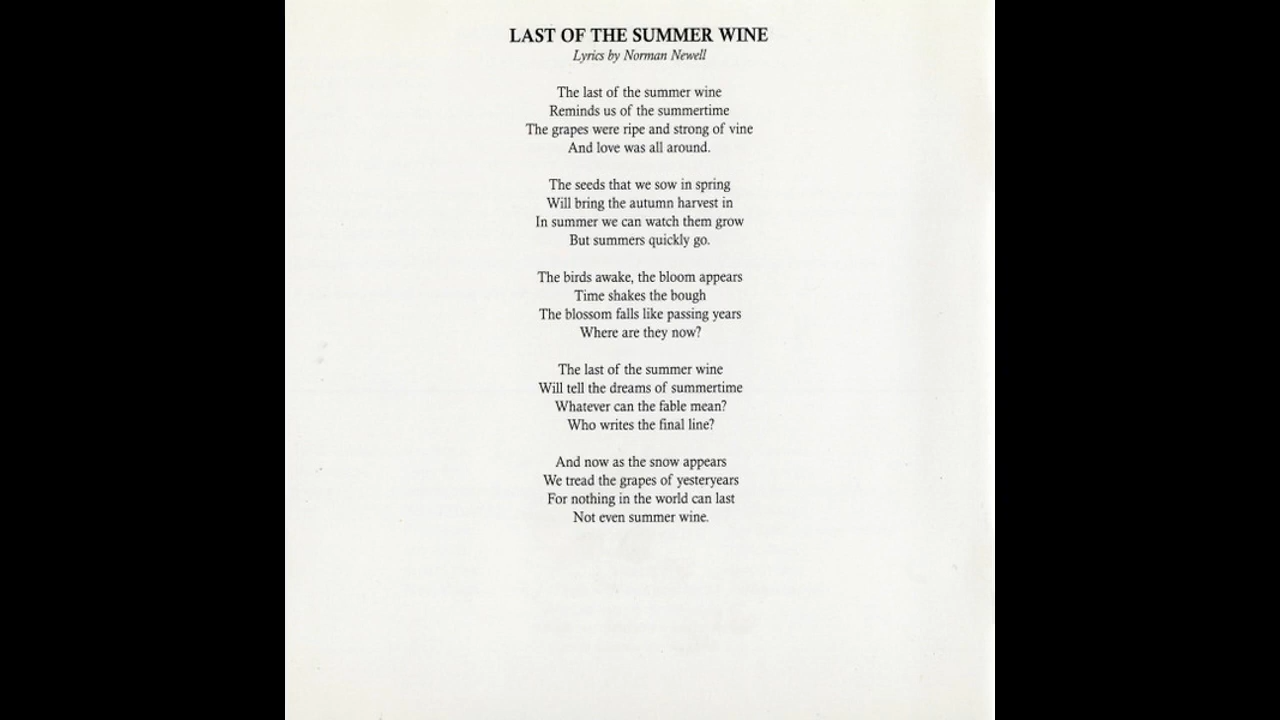 LAST OF THE SUMMER WINE
Lyrics by Norman Newell
The last of the summer wine
Reminds us of the summertime
The grapes were ripe and strong of vine
And love was all around.
The seeds that we sow in spring
Will bring the autumn harvest in
In summer we can watch them grow
But summers quickly go.
The birds awake, the bloom appears
Time shakes the bough
The blossom falls like passing years
Where are they now?
The last of the summer wine
Will tell the dreams of summertime
Whatever can the fable mean?
Who writes the final line?
And now as the snow appears
We tread the grapes of yesteryears
For nothing in the world can last
Not even summer wine.